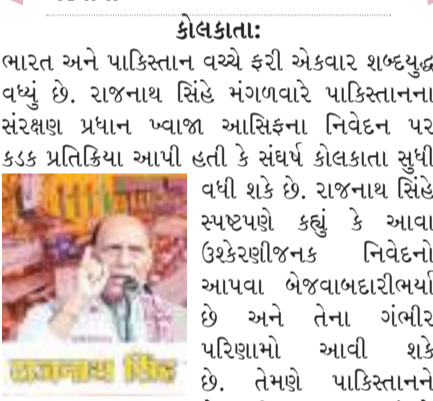 કોલકાતા:
ભારત અને પાકિસ્તાન વચ્ચે ફરી એકવાર શબ્દયુદ્ધ
વધ્યું છે. રાજનાથ સિંહે મંગળવારે પાકિસ્તાનના
સંરક્ષણ પ્રધાન ખ્વાજા આસિફના નિવેદન પર
કડક પ્રતિક્રિયા આપી હતી કે સંઘર્ષ કોલકાતા સુધી
વધી શકે છે. રાજનાથ સિંહે
સ્પષ્ટપણે કહ્યું કે આવા
ઉશ્કેરણીજનક નિવેદનો
આપવા બેજવાબદારીભર્યા
છે અને તેના ગંભીર
પરિણામો આવી શકે
છે. તેમણે પાકિસ્તાનને
રાજનાથ સિંહ